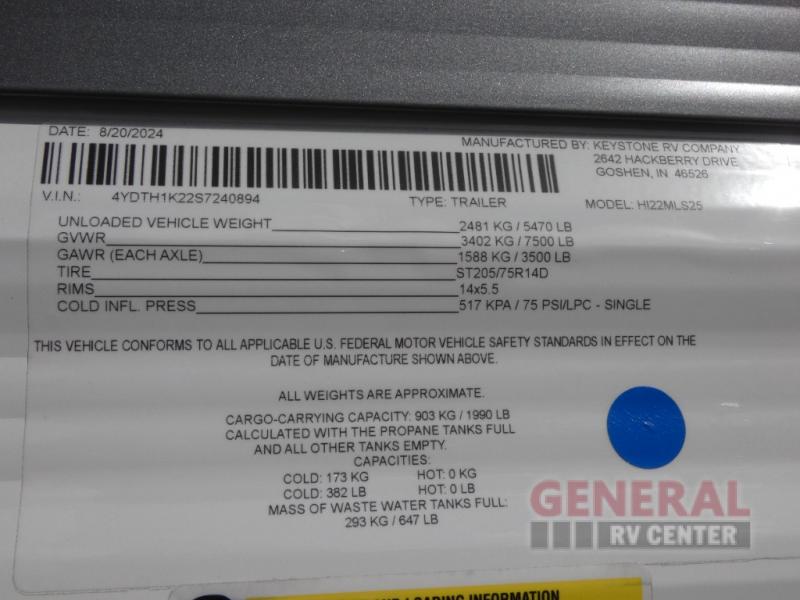 DATE: 8/20/2024
MANUFACTURED BY: KEYSTONE RV COMPANY
2642 HACKBERRY DRIVE
GOSHEN, IN 46526
V.I.N.: 4YDTH1K22S7240894 TYPE: TRAILER MODEL: HI22MLS25
UNLOADED VEHICLE WEIGHT 2481 KG / 5470 LB
GVWR 3402 KG / 7500 LB
GAWR (EACH AXLE) 1588 KG / 3500 LB
TIRE ST205/75R14D
RIMS 14x5.5
COLD INFL. PRESS 517 KPA / 75 PSI/LPC - SINGLE
THIS VEHICLE CONFORMS TO ALL APPLICABLE U.S. FEDERAL MOTOR VEHICLE SAFETY STANDARDS IN EFFECT ON THE
DATE OF MANUFACTURE SHOWN ABOVE.
ALL WEIGHTS ARE APPROXIMATE.
CARGO-CARRYING CAPACITY: 903 KG / 1990 LB
CALCULATED WITH THE PROPANE TANKS FULL
AND ALL OTHER TANKS EMPTY.
CAPACITIES:
COLD: 173 KG HOT: 0 KG
COLD: 382 LB HOT: 0 LB
MASS OF WASTE WATER TANKS FULL:
293 KG / 647 LB
GENERAL
RV CENTER
LOADING INFORMATION